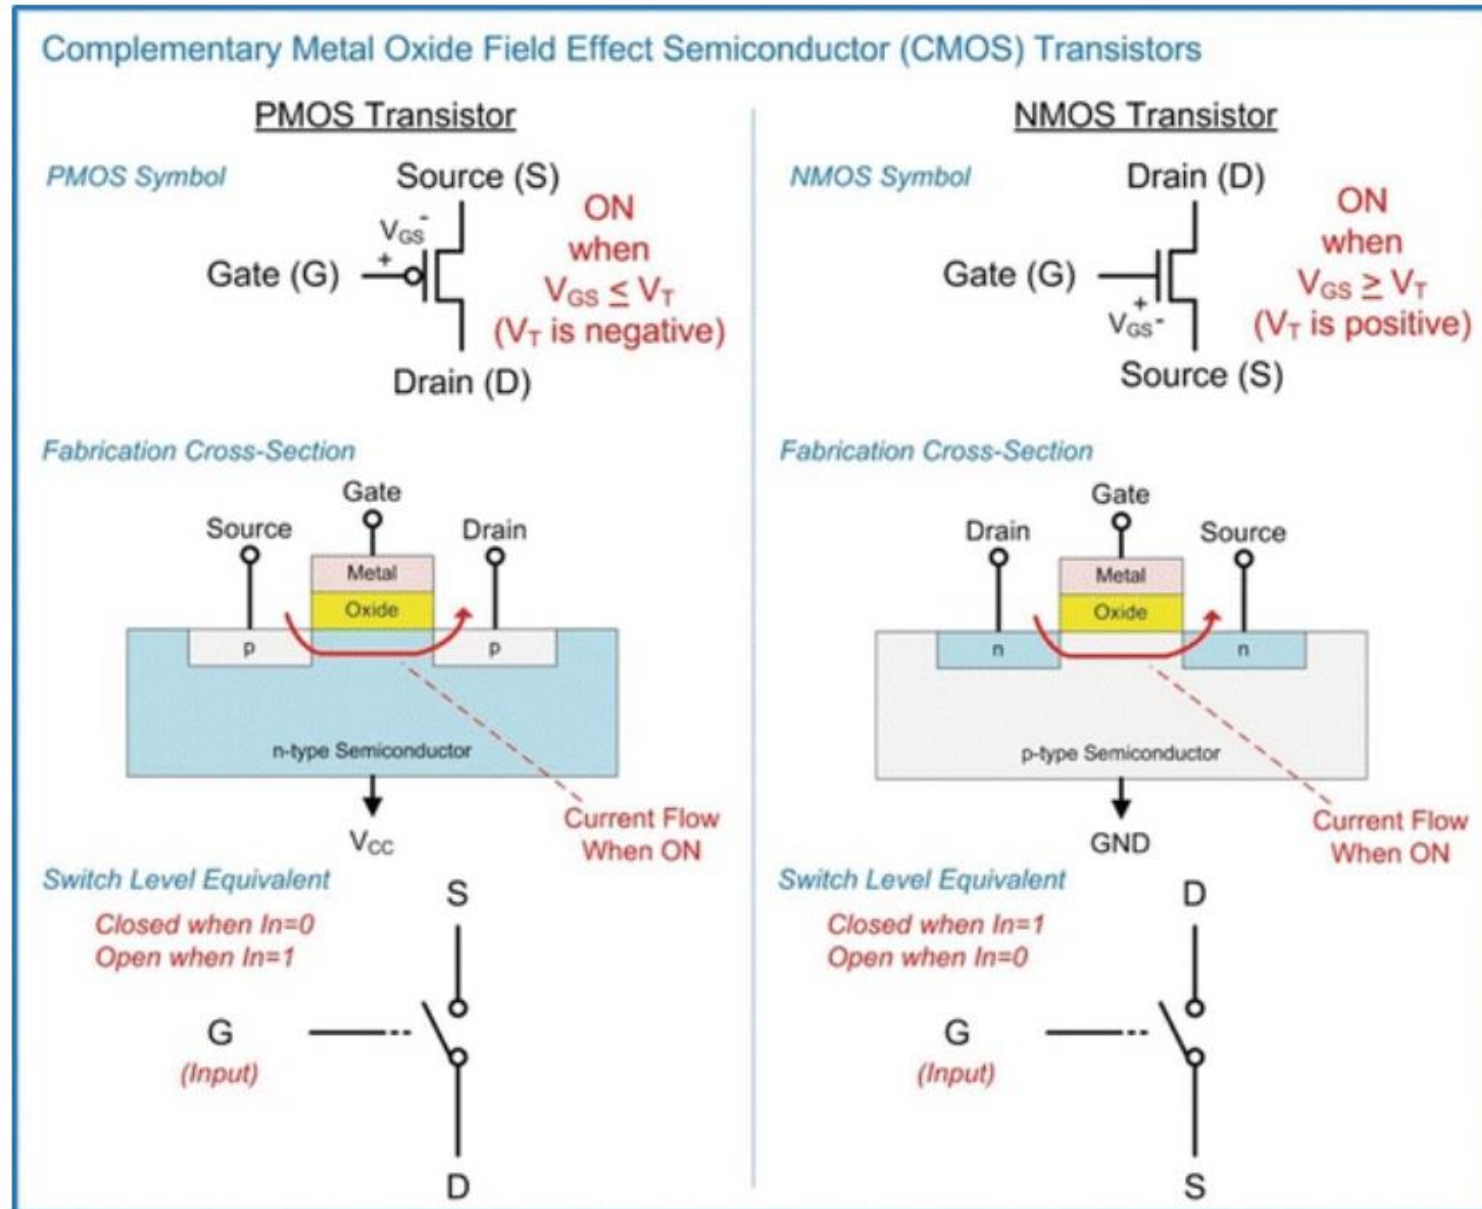 Complementary Metal Oxide Field Effect Semiconductor (CMOS) Transistors
PMOS Transistor
PMOS Symbol
Source (S)
VGS
-
+
Gate (G)
Drain (D)
ON
when
VGS ≤ VT
(VT is negative)
Fabrication Cross-Section
Gate
Source
Drain
Metal
Oxide
p
p
n-type Semiconductor
VCC
Current Flow
When ON
Switch Level Equivalent
Closed when In=0
Open when In=1
S
G
(Input)
D
NMOS Transistor
NMOS Symbol
Drain (D)
Gate (G)
+
VGS-
Source (S)
ON
when
VGS ≥ VT
(VT is positive)
Fabrication Cross-Section
Gate
Drain
Source
Metal
Oxide
n
n
p-type Semiconductor
GND
Current Flow
When ON
Switch Level Equivalent
Closed when In=1
Open when In=0
D
G
(Input)
S